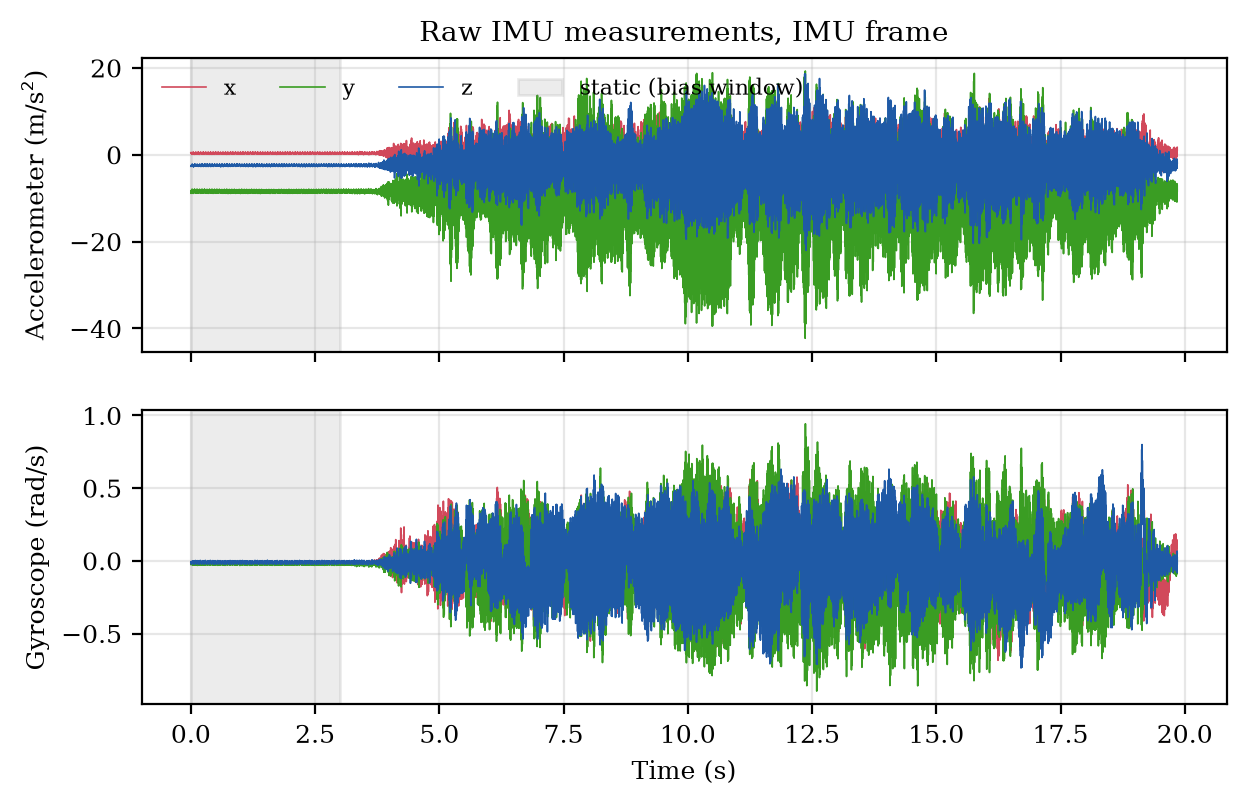 Raw IMU measurements, IMU frame
Accelerometer (m/s²)
20
0
−20
−40
x y z static (bias window)
Gyroscope (rad/s)
1.0
0.5
0.0
−0.5
0.0 2.5 5.0 7.5 10.0 12.5 15.0 17.5 20.0
Time (s)